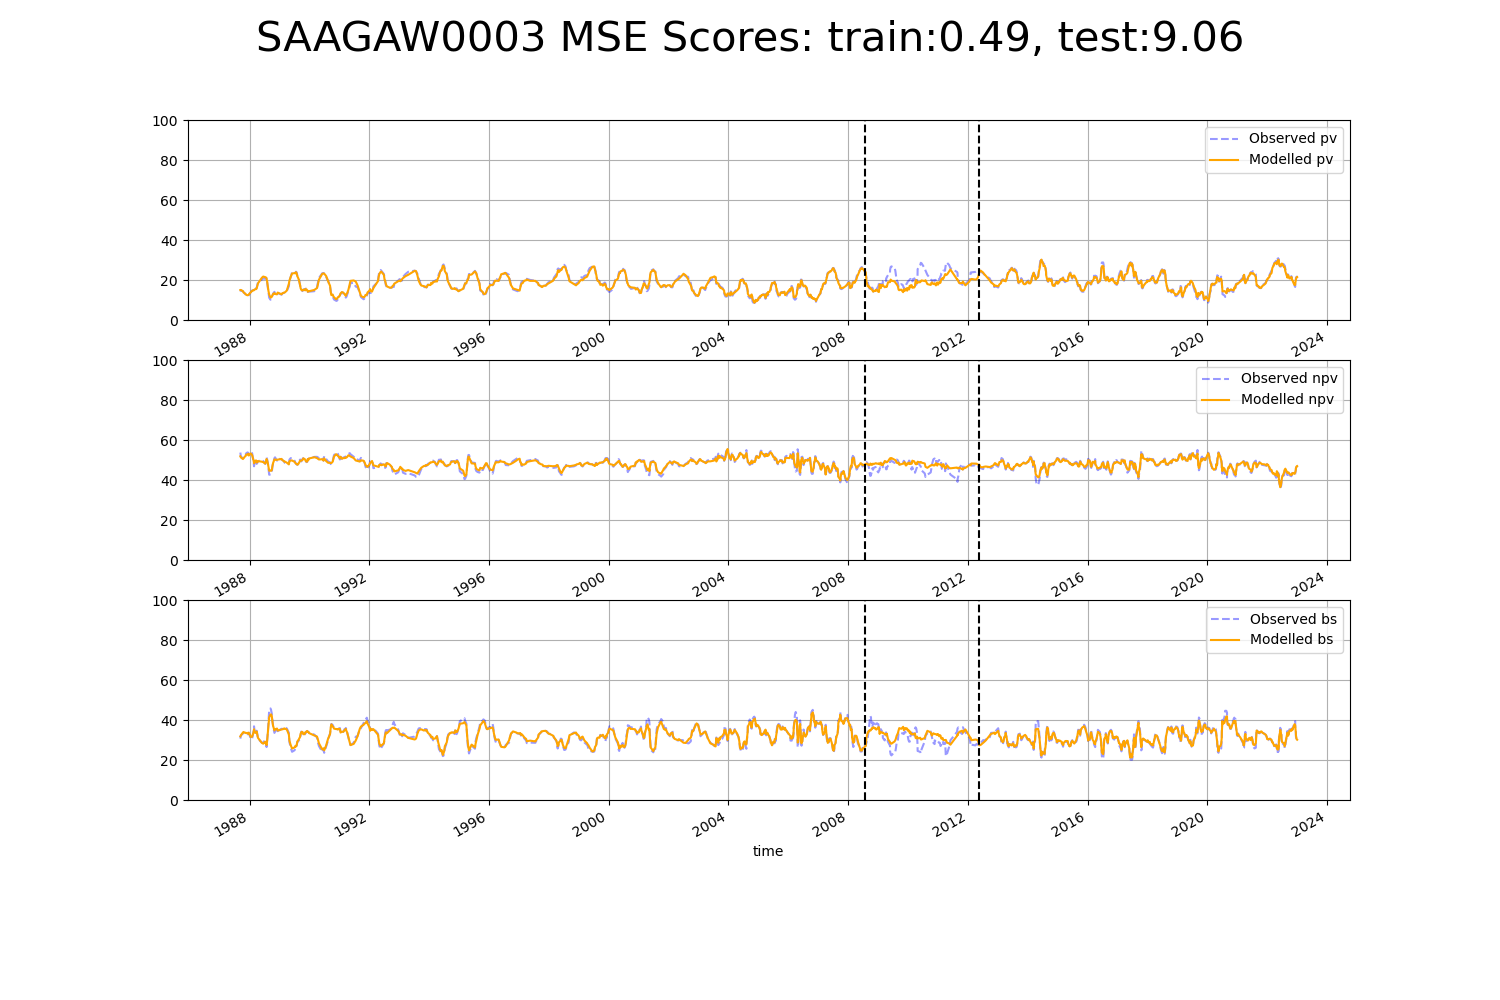 SAAGAW0003 MSE Scores: train:0.49, test:9.06
100
80
60
40
20
0
Observed pv
Modelled pv
1988 1992 1996 2000 2004 2008 2012 2016 2020 2024
100
80
60
40
20
0
Observed npv
Modelled npv
1988 1992 1996 2000 2004 2008 2012 2016 2020 2024
100
80
60
40
20
0
Observed bs
Modelled bs
1988 1992 1996 2000 2004 2008 2012 2016 2020 2024
time